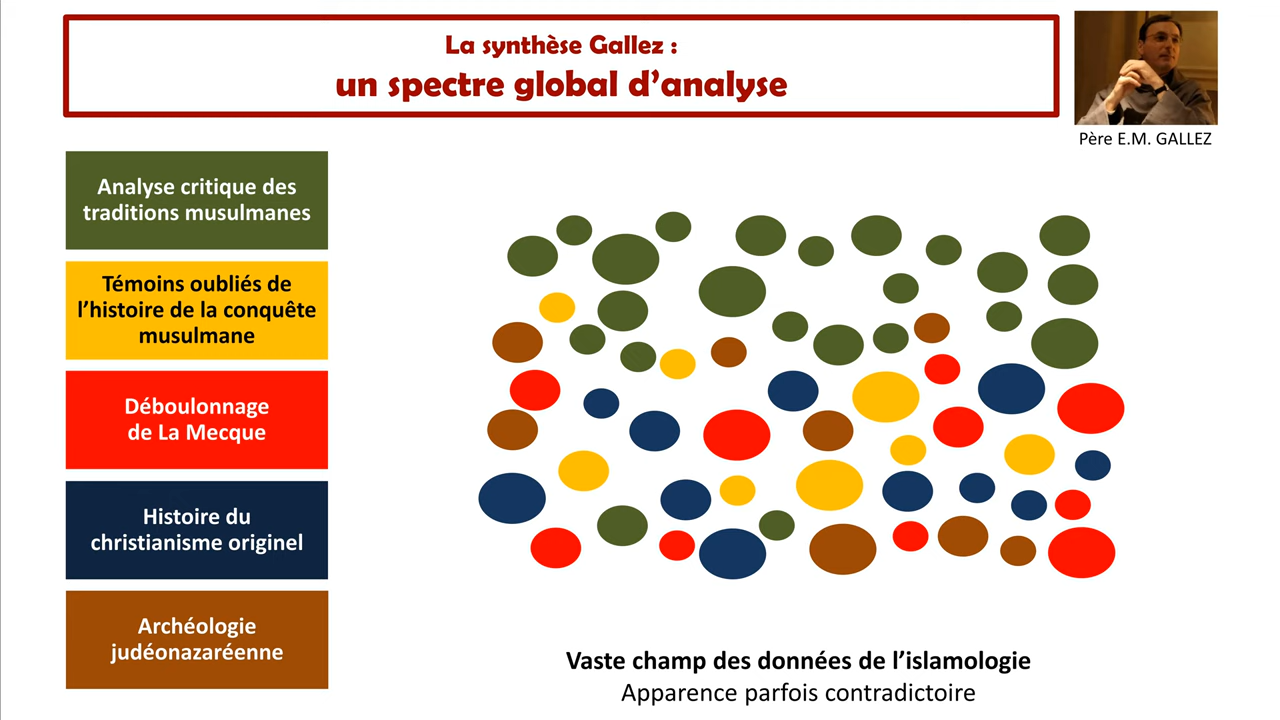 La synthèse Gallez :
un spectre global d’analyse
Père E.M. GALLEZ
Analyse critique des
traditions musulmanes
Témoins oubliés de
l’histoire de la conquête
musulmane
Déboulonnage
de La Mecque
Histoire du
christianisme originel
Archéologie
judéonazaréenne
Vaste champ des données de l’islamologie
Apparence parfois contradictoire